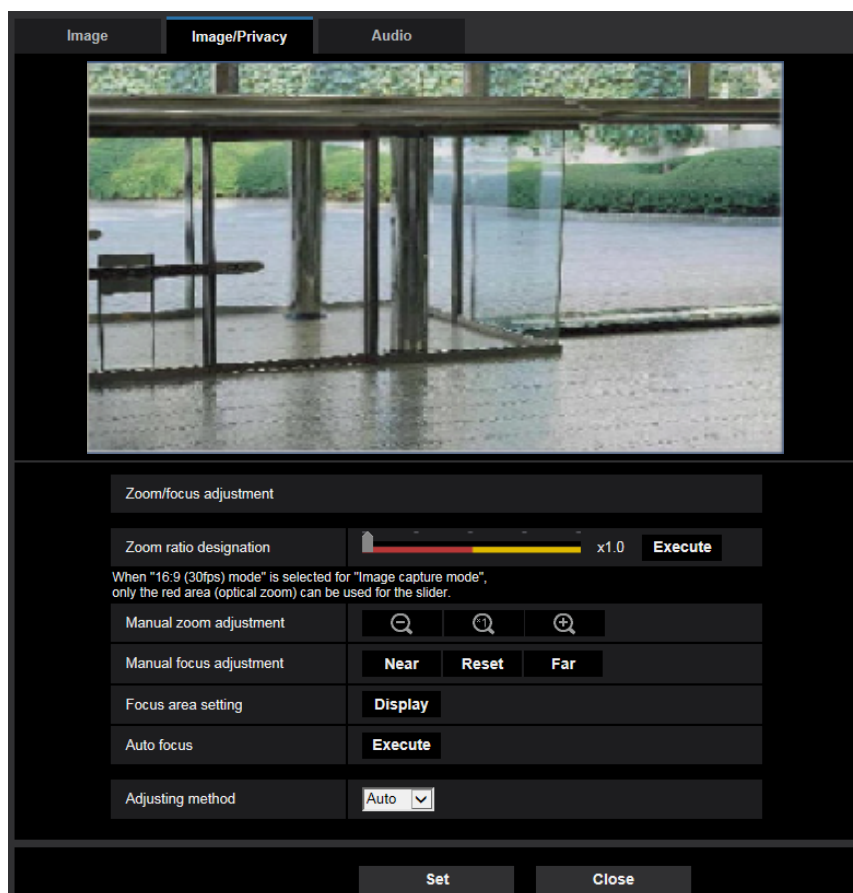 Image Image/Privacy Audio
Zoom/focus adjustment
Zoom ratio designation x1.0 Execute
When "16:9 (30fps) mode" is selected for "Image capture mode",
only the red area (optical zoom) can be used for the slider.
Manual zoom adjustment ×1
Manual focus adjustment Near Reset Far
Focus area setting Display
Auto focus Execute
Adjusting method Auto
Set Close